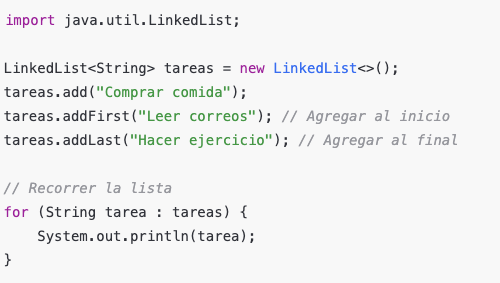 import java.util.LinkedList;
LinkedList<String> tareas = new LinkedList<>();
tareas.add("Comprar comida");
tareas.addFirst("Leer correos"); // Agregar al inicio
tareas.addLast("Hacer ejercicio"); // Agregar al final
// Recorrer la lista
for (String tarea : tareas) {
    System.out.println(tarea);
}